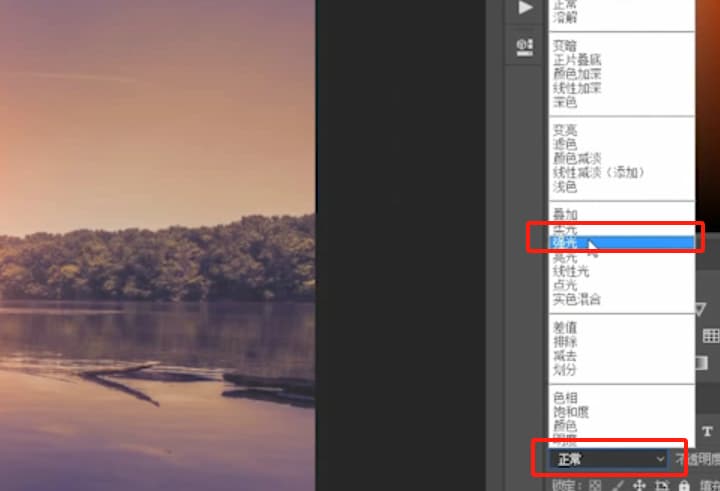 正常
溶解
变暗
正片叠底
颜色加深
线性加深
深色
变亮
滤色
颜色减淡
线性减淡（添加）
浅色
叠加
柔光
强光
亮光
线性光
点光
实色混合
差值
排除
减去
划分
色相
饱和度
颜色
明度
正常
不透明度
T
锁定：
填充